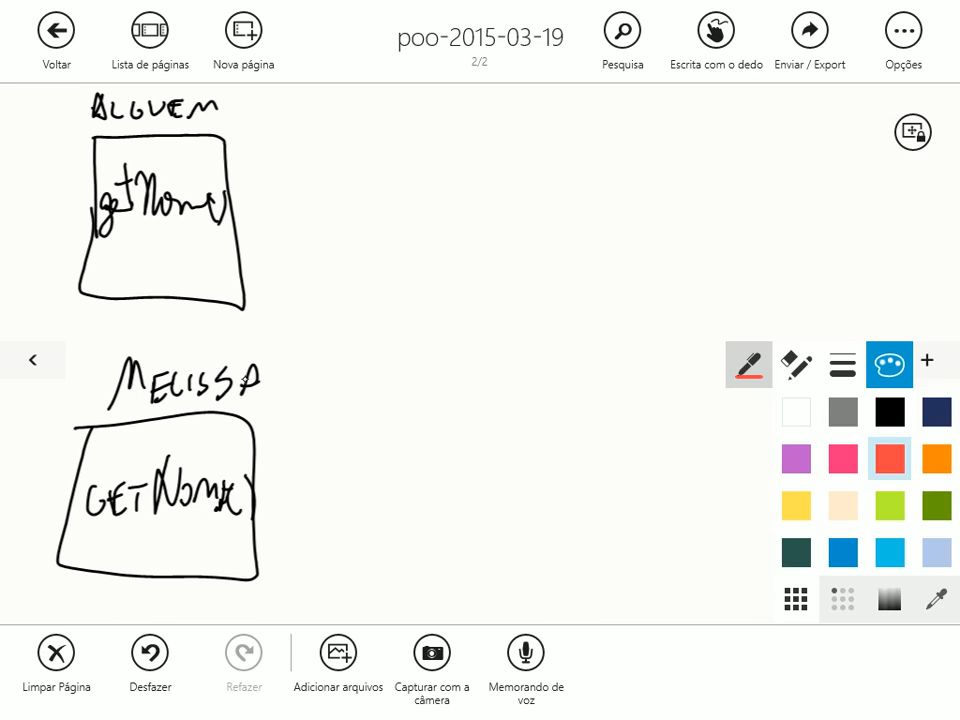 poo-2015-03-19
2/2
Voltar
Lista de páginas
Nova página
Pesquisa
Escrita com o dedo
Enviar / Export
Opções
ALGUEM
getNome()
MELISSA
GETNome()
Limpar Página
Desfazer
Refazer
Adicionar arquivos
Capturar com a
câmera
Memorando de
voz